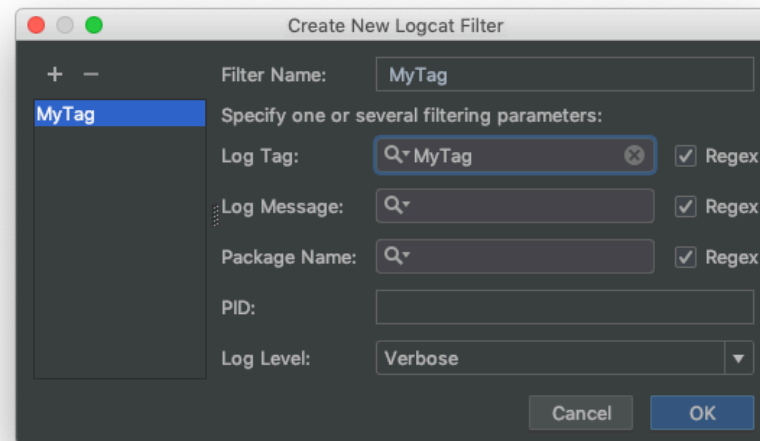 Create New Logcat Filter
+ −
Filter Name: MyTag
MyTag
Specify one or several filtering parameters:
Log Tag: MyTag Regex
Log Message: Regex
Package Name: Regex
PID:
Log Level: Verbose
Cancel OK